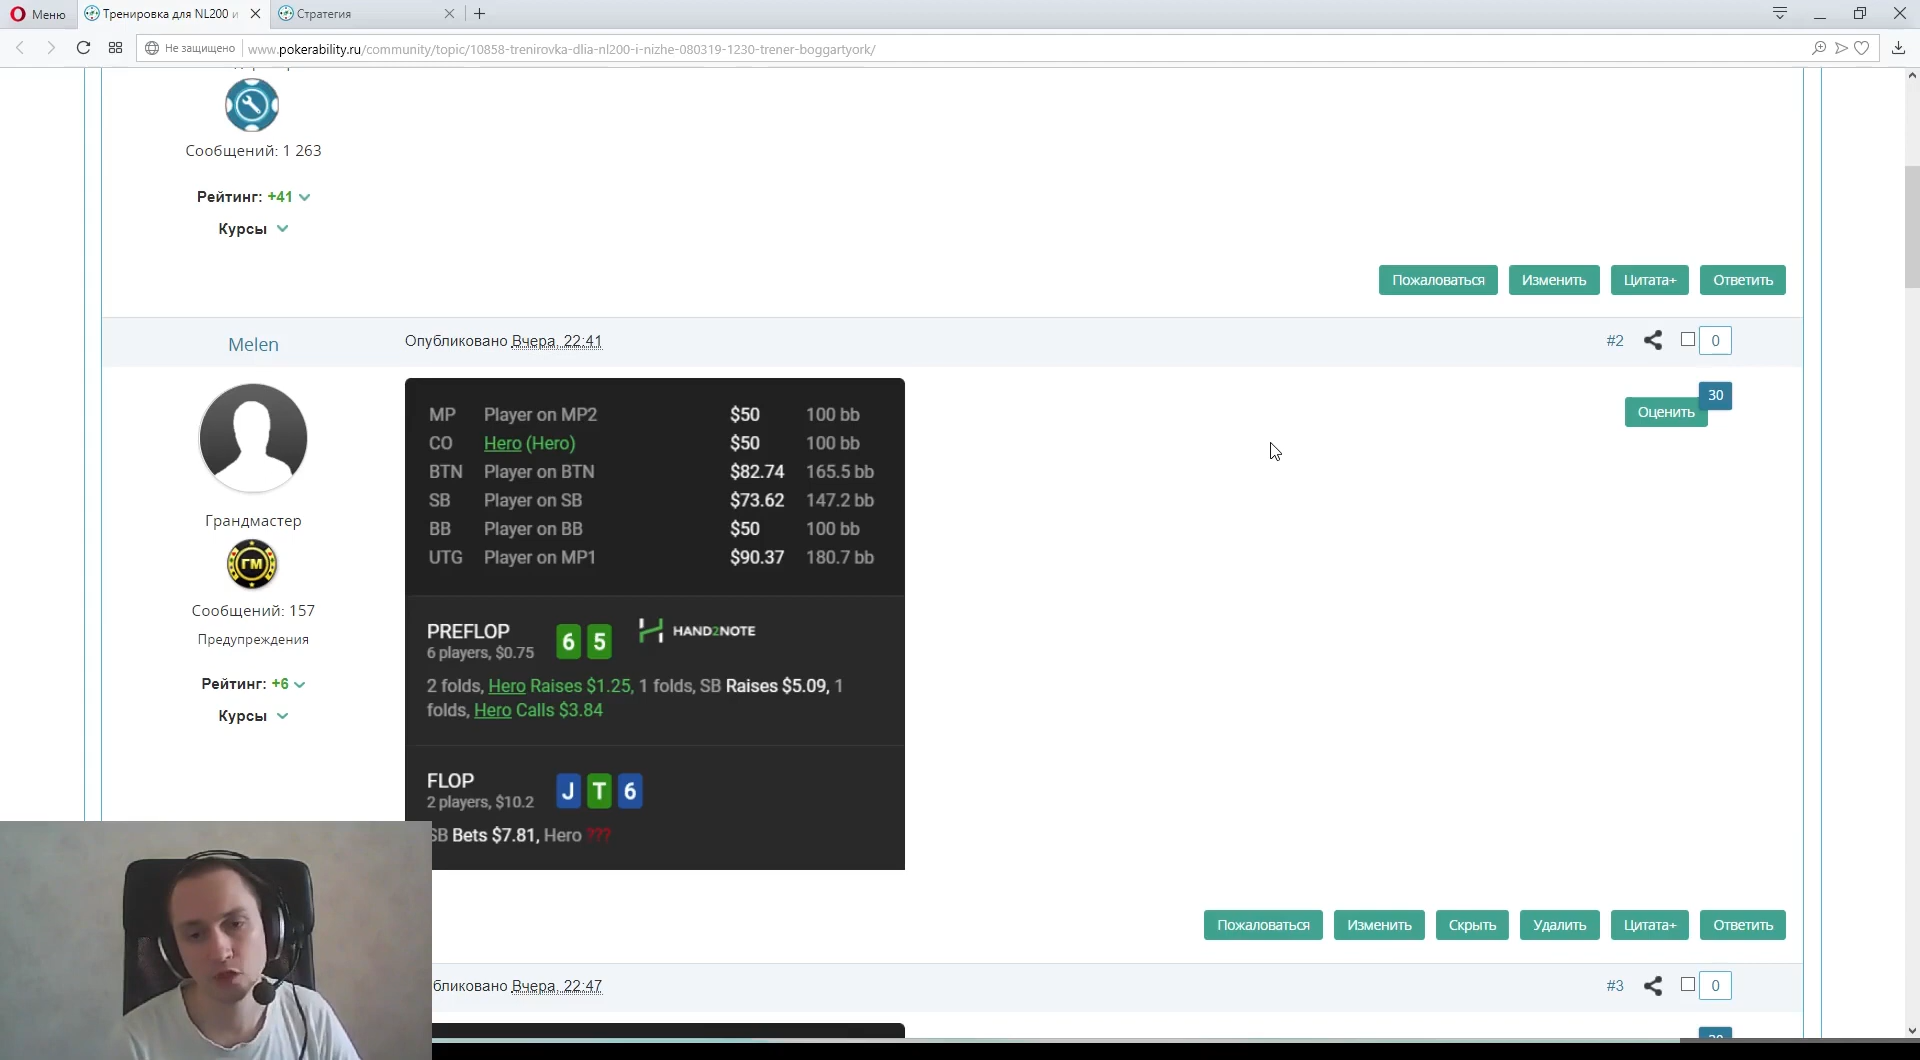 Меню
Тренировка для NL200 и
Стратегия
Не защищено
www.pokerability.ru/community/topic/10858-trenirovka-dlia-nl200-i-nizhe-080319-1230-trener-boggartyork/
Сообщений: 1 263
Рейтинг: +41
Курсы
Пожаловаться Изменить Цитата+ Ответить
Melen
Опубликовано Вчера, 22:41
#2 0
30
Оценить
Грандмастер
ГМ
Сообщений: 157
Предупреждения
Рейтинг: +6
Курсы
MP Player on MP2 $50 100 bb
CO Hero (Hero) $50 100 bb
BTN Player on BTN $82.74 165.5 bb
SB Player on SB $73.62 147.2 bb
BB Player on BB $50 100 bb
UTG Player on MP1 $90.37 180.7 bb
PREFLOP 6 5 HAND2NOTE
6 players, $0.75
2 folds, Hero Raises $1.25, 1 folds, SB Raises $5.09, 1
folds, Hero Calls $3.84
FLOP J T 6
2 players, $10.2
SB Bets $7.81, Hero ???
Пожаловаться Изменить Скрыть Удалить Цитата+ Ответить
бликовано Вчера, 22:47
#3 0